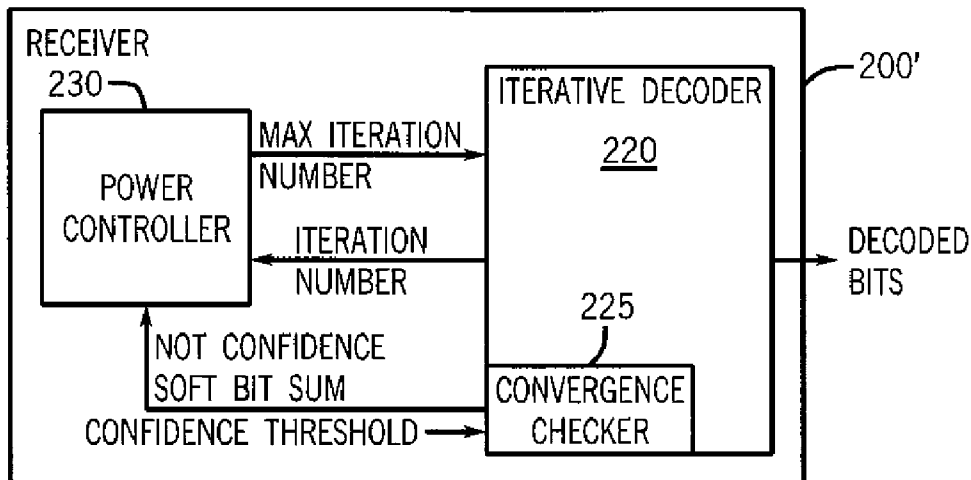 RECEIVER
230
200'
ITERATIVE DECODER
220
MAX ITERATION
NUMBER
POWER
CONTROLLER
ITERATION
NUMBER
DECODED
BITS
225
NOT CONFIDENCE
SOFT BIT SUM
CONVERGENCE
CHECKER
CONFIDENCE THRESHOLD